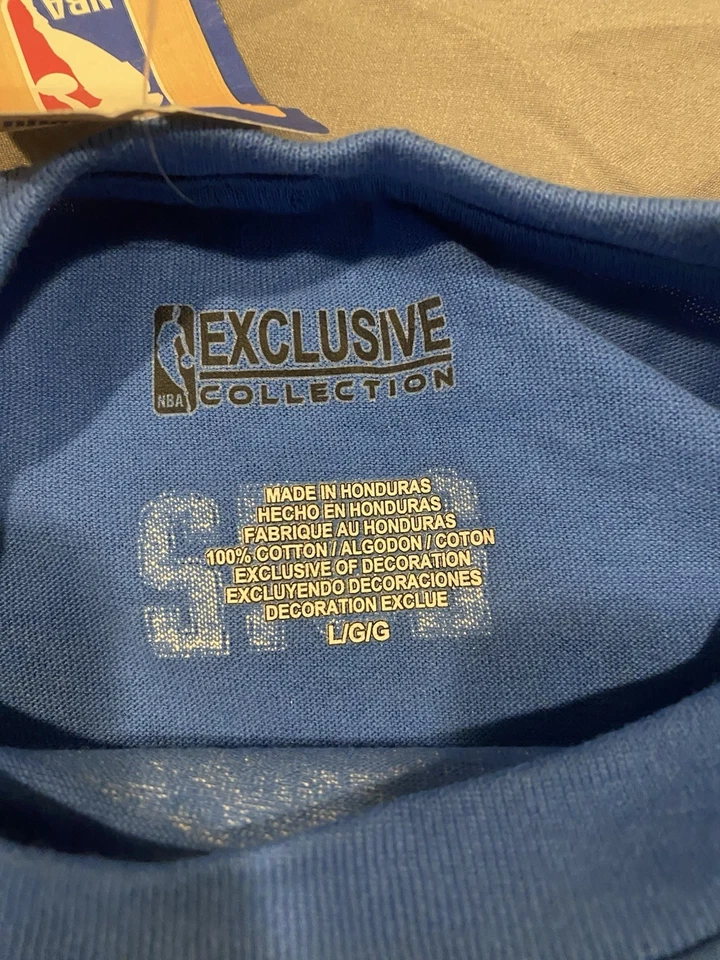 NBA
EXCLUSIVE
COLLECTION
NBA
MADE IN HONDURAS
HECHO EN HONDURAS
FABRIQUE AU HONDURAS
100% COTTON / ALGODON / COTON
EXCLUSIVE OF DECORATION
EXCLUYENDO DECORACIONES
DECORATION EXCLUE
L/G/G